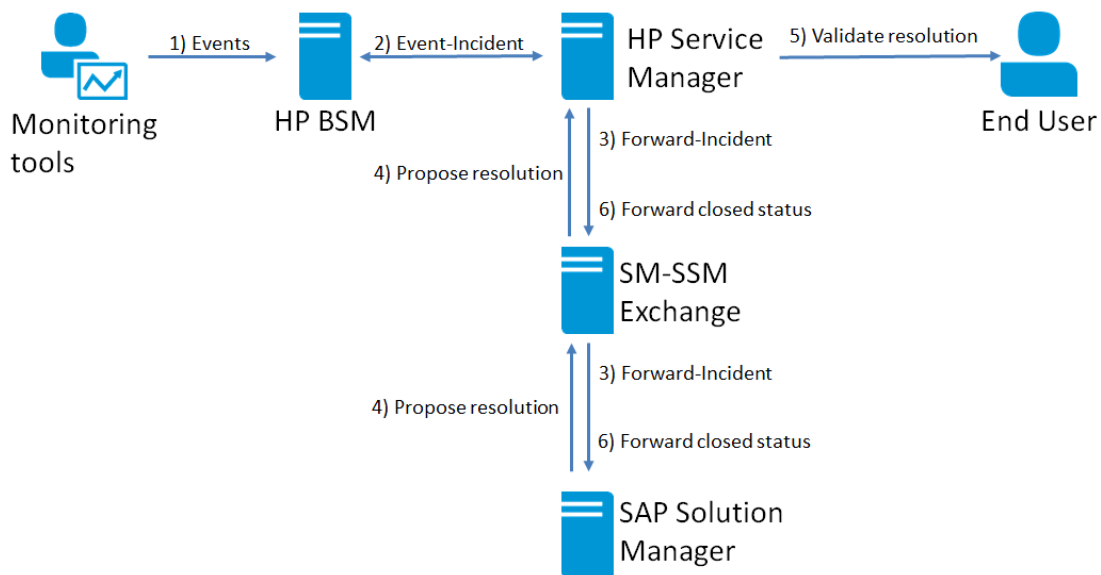 1) Events
2) Event-Incident
HP Service
Manager
5) Validate resolution
Monitoring
tools
HP BSM
End User
3) Forward-Incident
4) Propose resolution
6) Forward closed status
SM-SSM
Exchange
3) Forward-Incident
4) Propose resolution
6) Forward closed status
SAP Solution
Manager